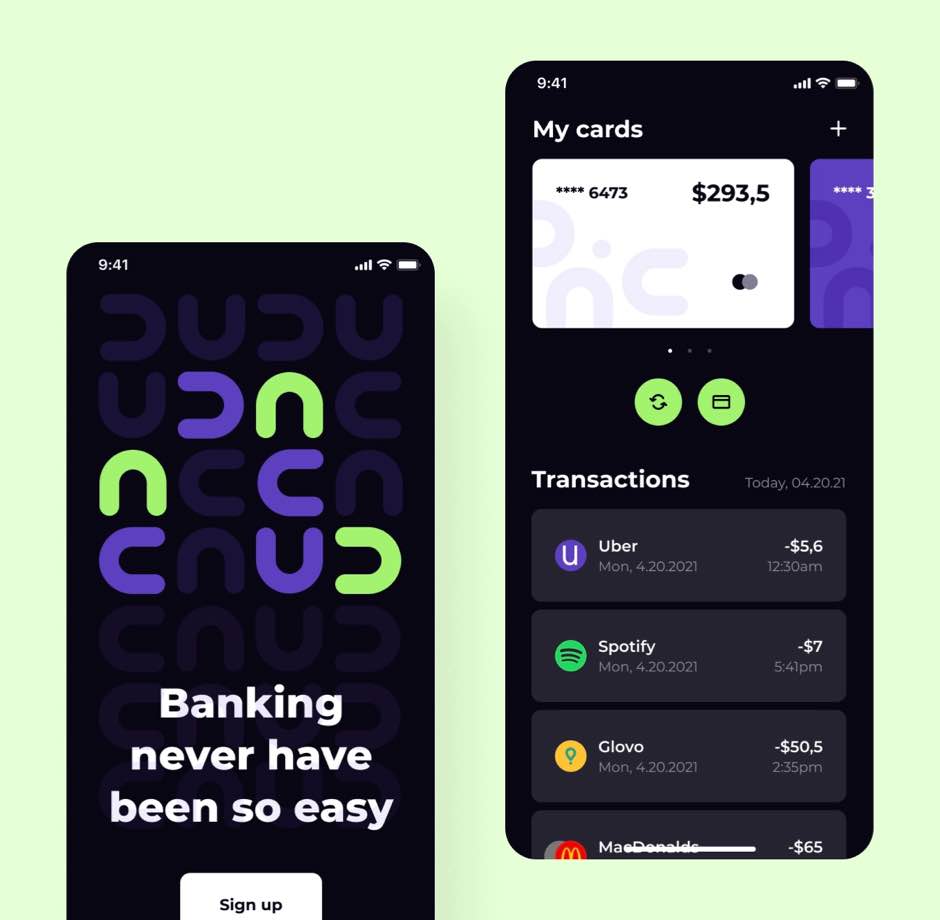 9:41
Banking
never have
been so easy
Sign up
9:41
My cards
**** 6473
$293,5
**** 3
Transactions
Today, 04.20.21
Uber
-$5,6
Mon, 4.20.2021
12:30am
Spotify
-$7
Mon, 4.20.2021
5:41pm
Glovo
-$50,5
Mon, 4.20.2021
2:35pm
MacDonalds
-$65